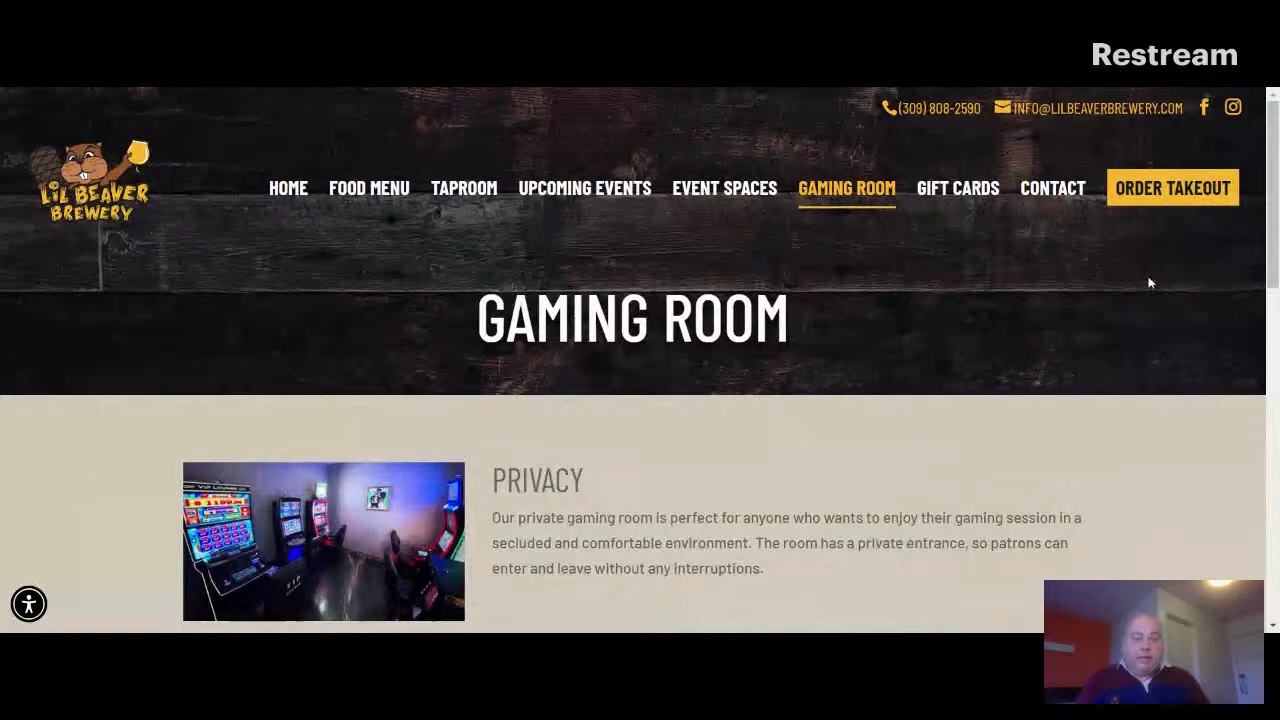 Restream
(309) 808-2590 INFO@LILBEAVERBREWERY.COM
LIL BEAVER
BREWERY
HOME FOOD MENU TAPROOM UPCOMING EVENTS EVENT SPACES GAMING ROOM GIFT CARDS CONTACT ORDER TAKEOUT
GAMING ROOM
PRIVACY
Our private gaming room is perfect for anyone who wants to enjoy their gaming session in a
secluded and comfortable environment. The room has a private entrance, so patrons can
enter and leave without any interruptions.
VIP LOUNGE
VIP